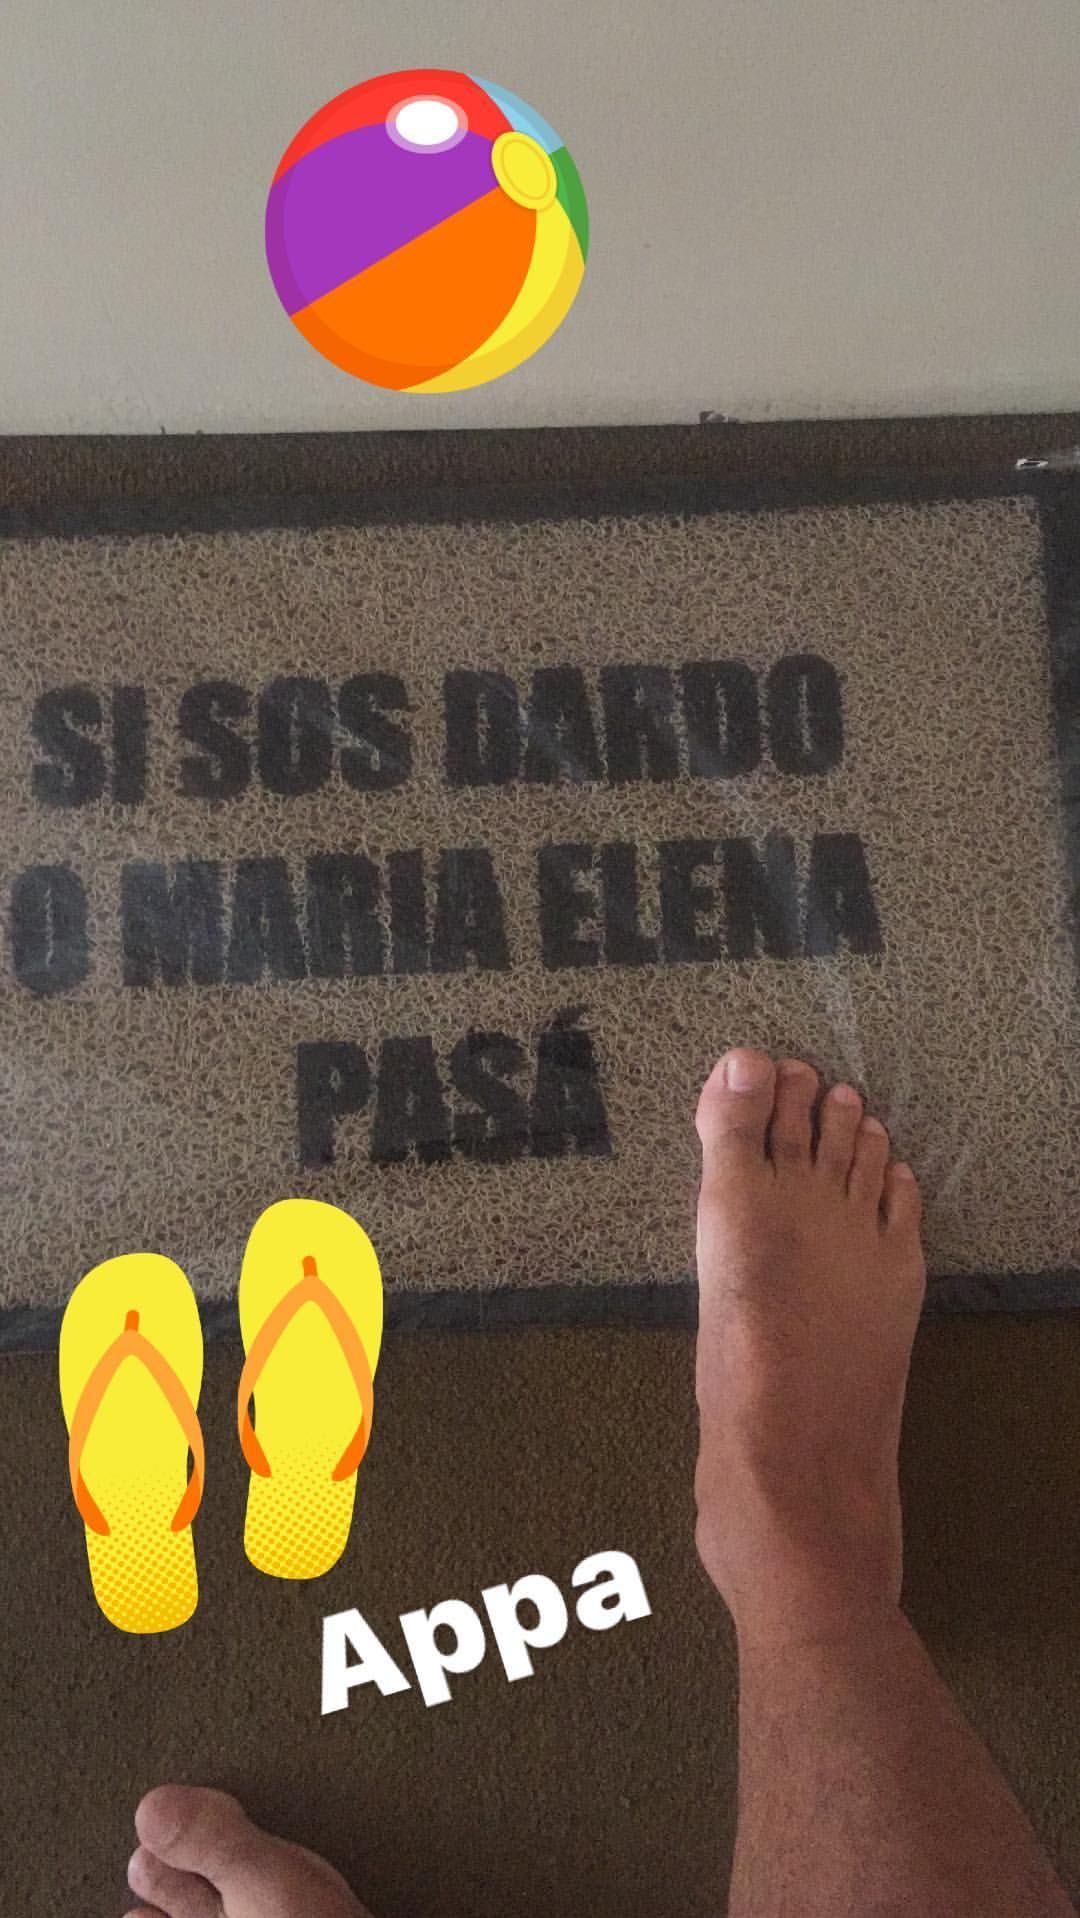 SI SOS DARDO
O MARIA ELENA
PASÁ
Appa